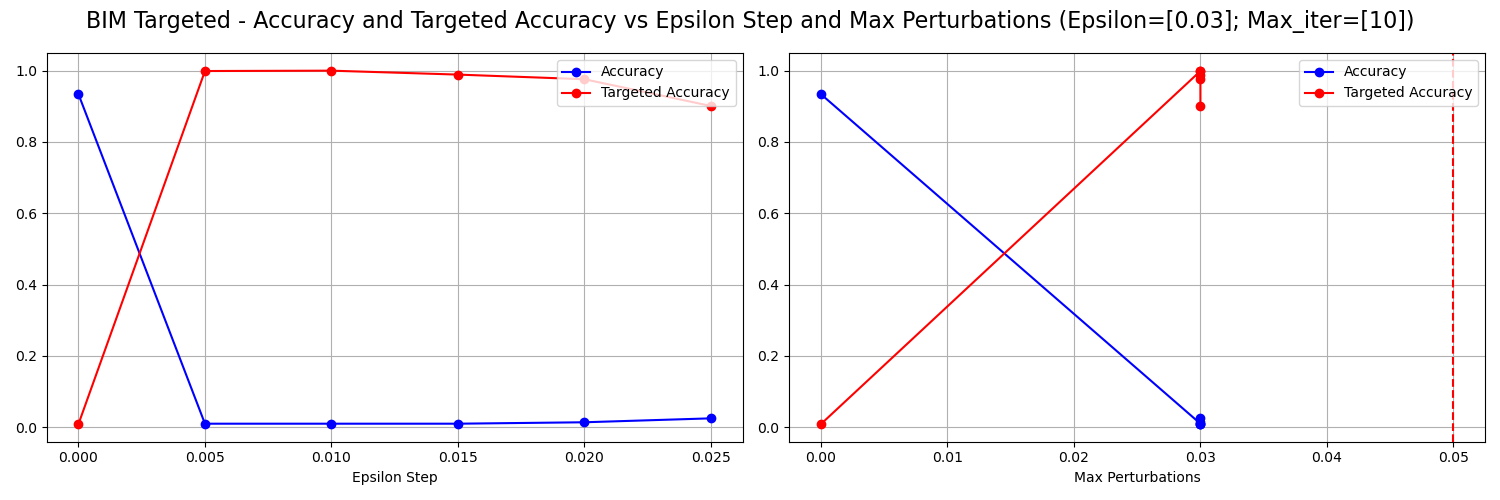 BIM Targeted - Accuracy and Targeted Accuracy vs Epsilon Step and Max Perturbations (Epsilon=[0.03]; Max_iter=[10])
Accuracy
Targeted Accuracy
1.0
0.8
0.6
0.4
0.2
0.0
0.000 0.005 0.010 0.015 0.020 0.025
Epsilon Step
Accuracy
Targeted Accuracy
1.0
0.8
0.6
0.4
0.2
0.0
0.00 0.01 0.02 0.03 0.04 0.05
Max Perturbations